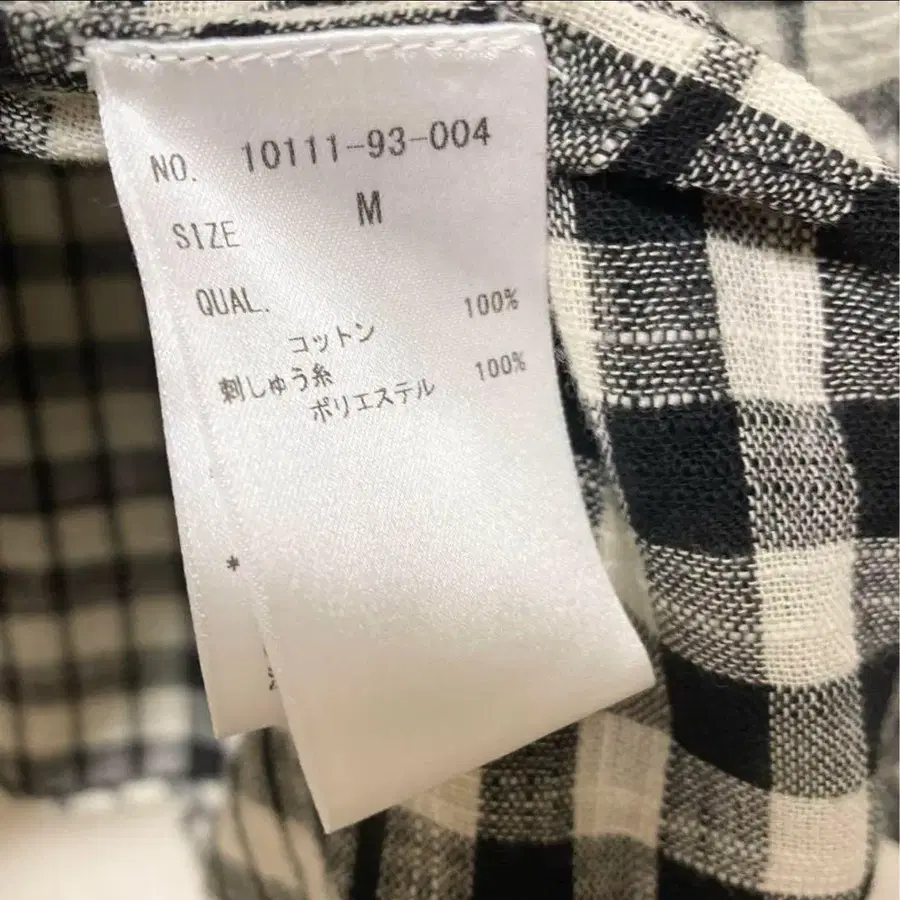 NO. 10111-93-004
SIZE M
QUAL.
コットン 100%
刺しゅう糸
ポリエステル 100%
*